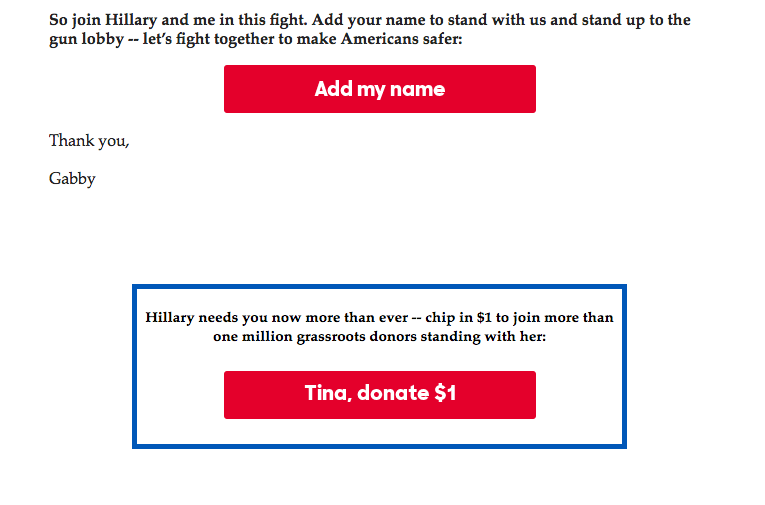 So join Hillary and me in this fight. Add your name to stand with us and stand up to the
gun lobby -- let’s fight together to make Americans safer:
Add my name
Thank you,
Gabby
Hillary needs you now more than ever -- chip in $1 to join more than
one million grassroots donors standing with her:
Tina, donate $1